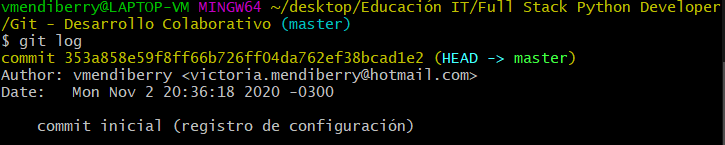 vmendiberry@LAPTOP-VM MINGW64 ~/desktop/Educación IT/Full Stack Python Developer
/Git - Desarrollo Colaborativo (master)
$ git log
commit 353a858e59f8ff66b726ff04da762ef38bcad1e2 (HEAD -> master)
Author: vmendiberry <victoria.mendiberry@hotmail.com>
Date:   Mon Nov 2 20:36:18 2020 -0300
    commit inicial (registro de configuración)